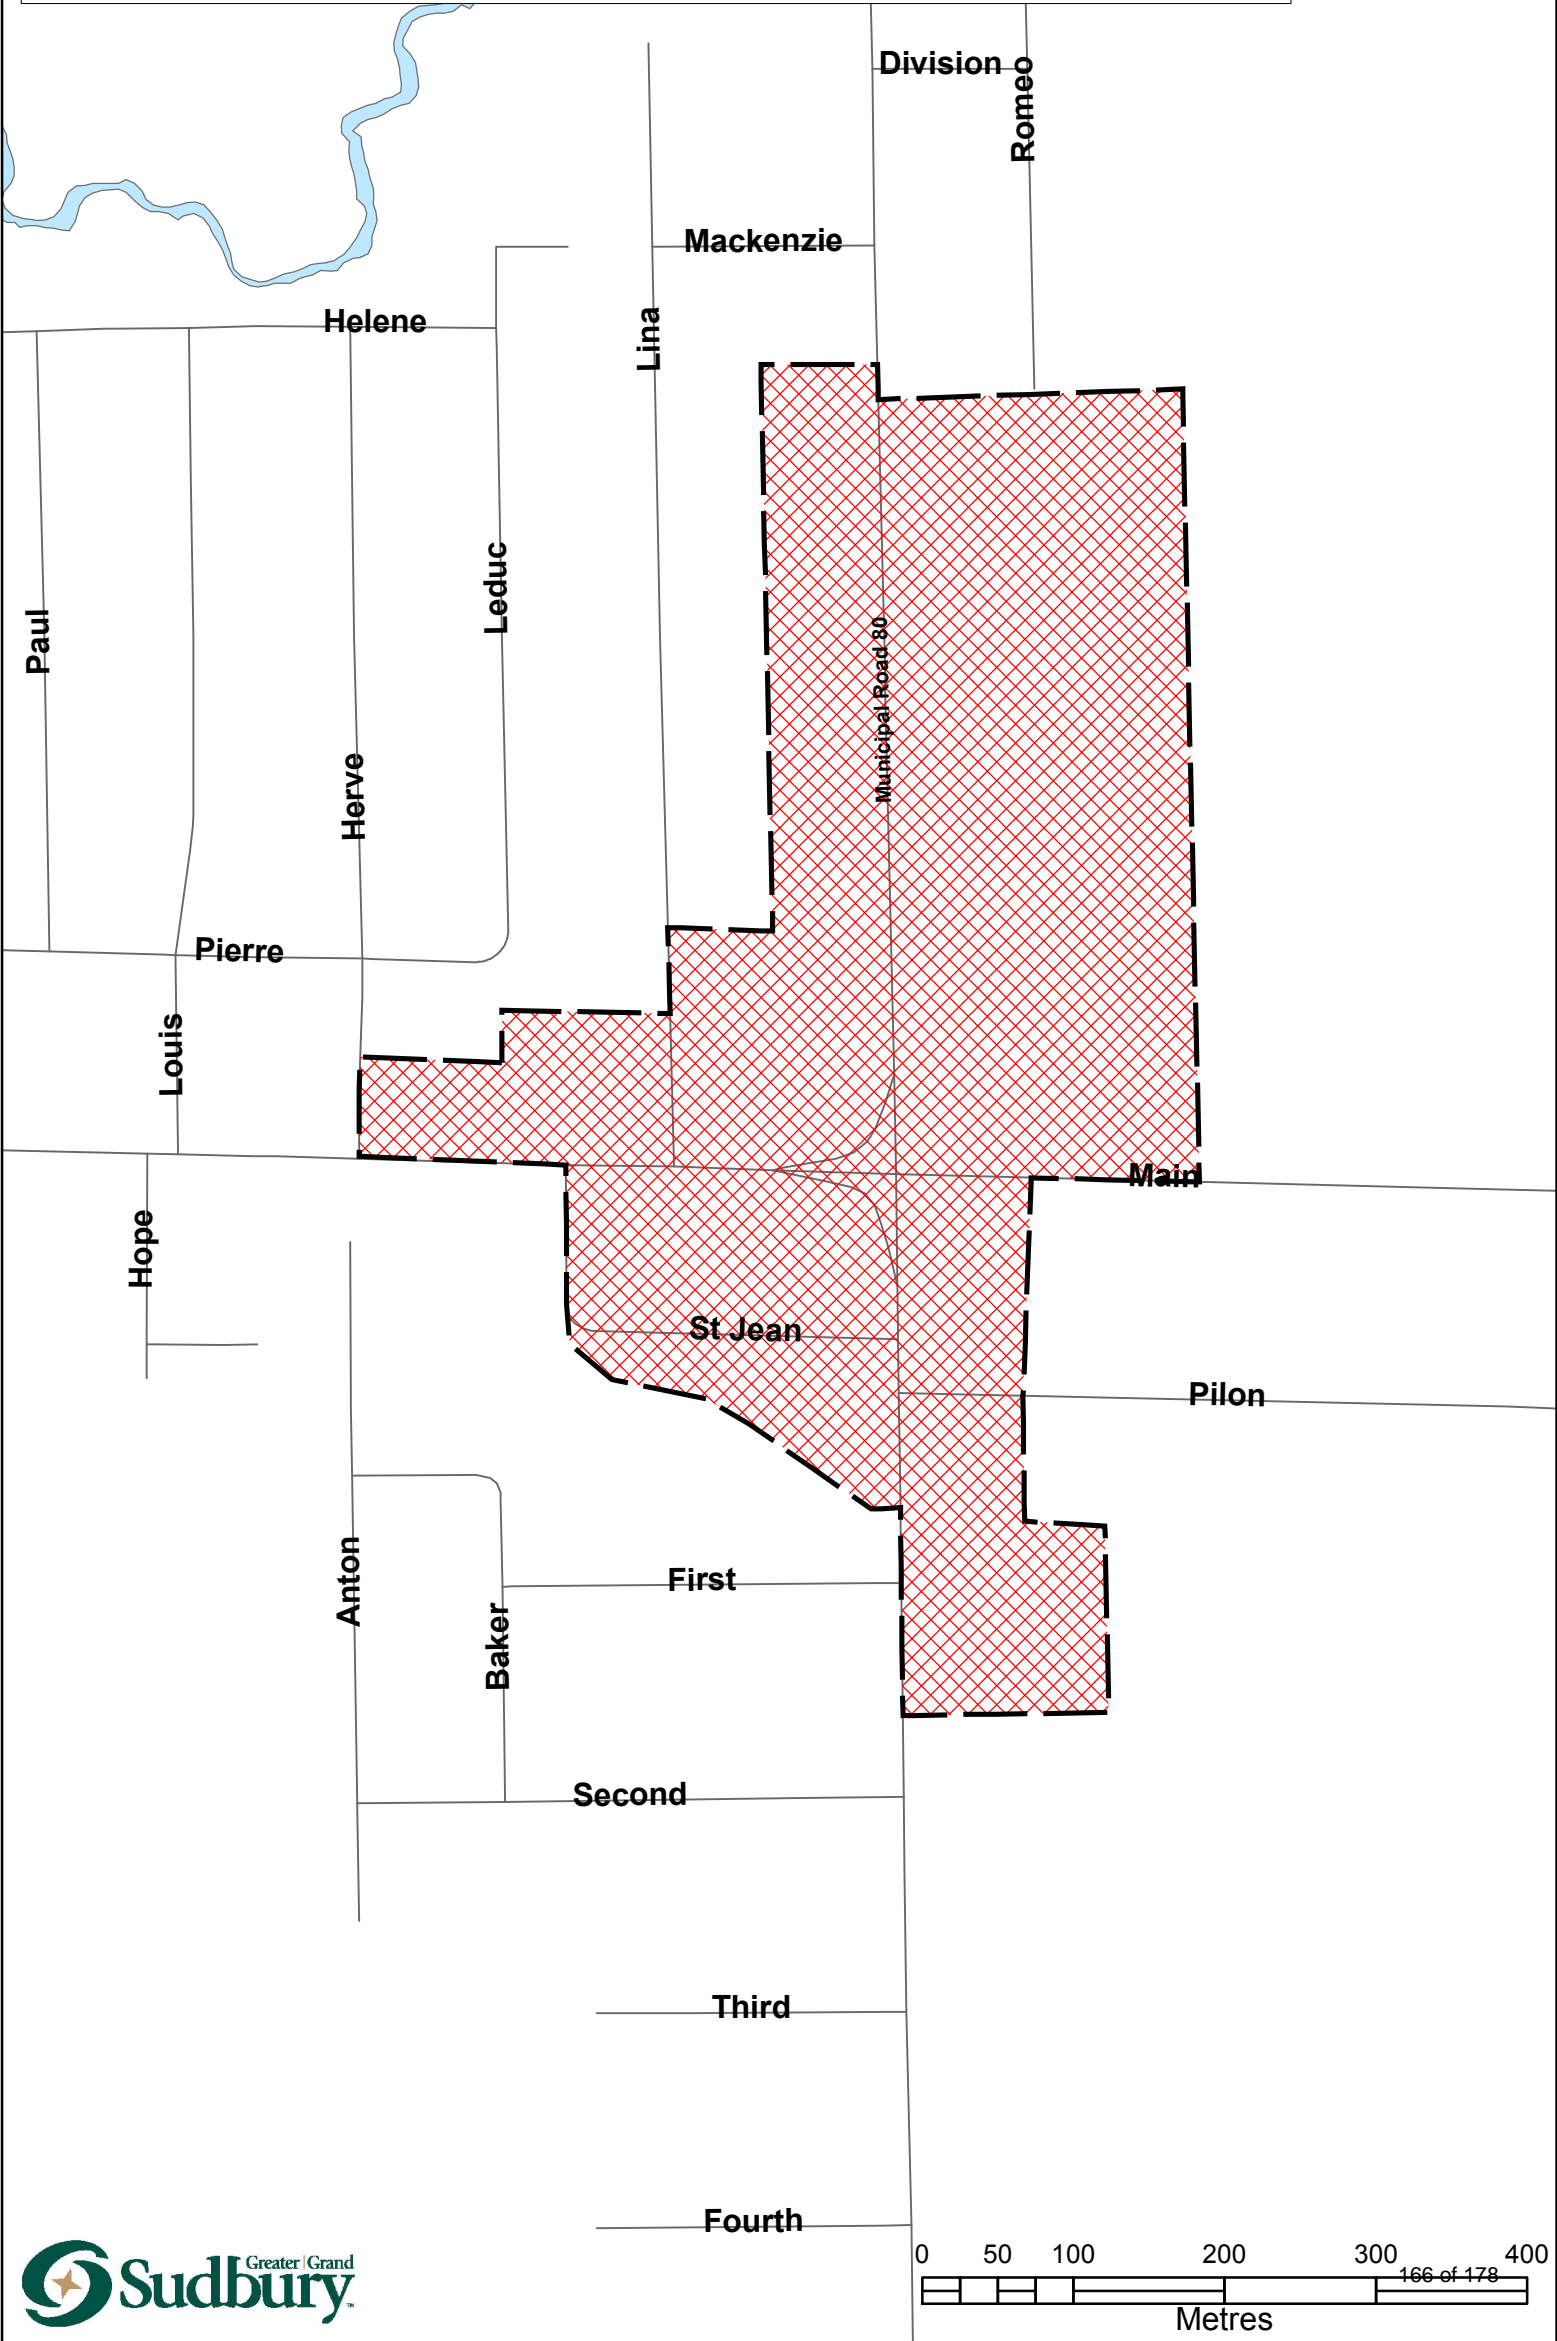 Division
Romeo
Mackenzie
Helene
Lina
Leduc
Paul
Municipal Road 80
Herve
Pierre
Louis
Main
Hope
St Jean
Pilon
Anton
First
Baker
Second
Third
Fourth
Greater | Grand
Sudbury
0 50 100 200 300 400
166 of 178
Metres